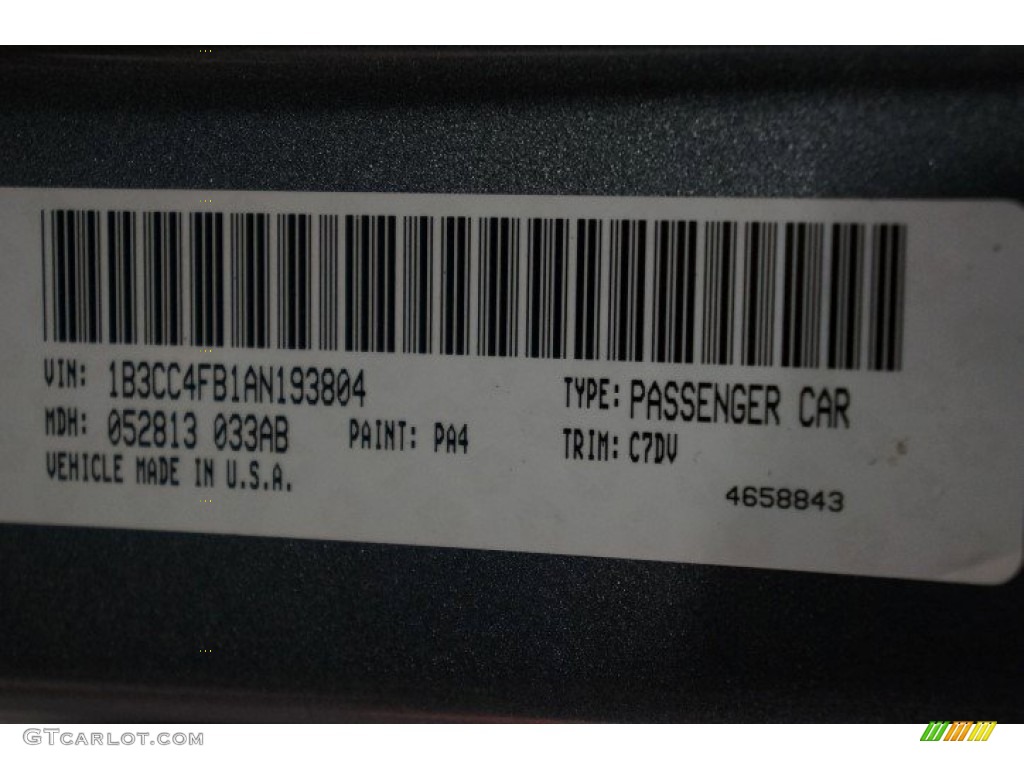 VIN: 1B3CC4FB1AN193804
TYPE: PASSENGER CAR
MDH: 052813 033AB
PAINT: PA4
TRIM: C7DV
VEHICLE MADE IN U.S.A.
4658843
GTCARLOT.COM